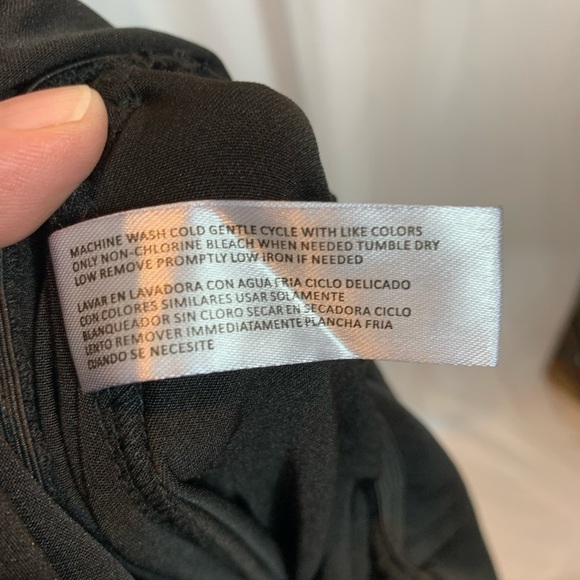 MACHINE WASH COLD GENTLE CYCLE WITH LIKE COLORS
ONLY NON-CHLORINE BLEACH WHEN NEEDED TUMBLE DRY
LOW REMOVE PROMPTLY LOW IRON IF NEEDED
LAVAR EN LAVADORA CON AGUA FRIA CICLO DELICADO
CON COLORES SIMILARES USAR SOLAMENTE
BLANQUEADOR SIN CLORO SECAR EN SECADORA CICLO
LENTO REMOVER IMMEDIATAMENTE PLANCHA FRIA
CUANDO SE NECESITE